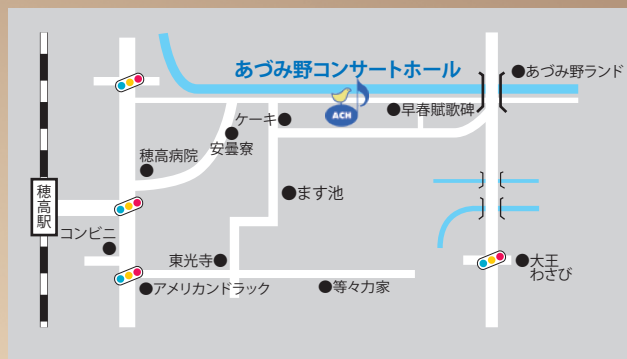 あづみ野コンサートホール
あづみ野ランド
ACH
早春賦歌碑
ケーキ
安曇寮
穂高病院
ます池
穂高駅
コンビニ
東光寺
アメリカンドラック
等々力家
大王
わさび